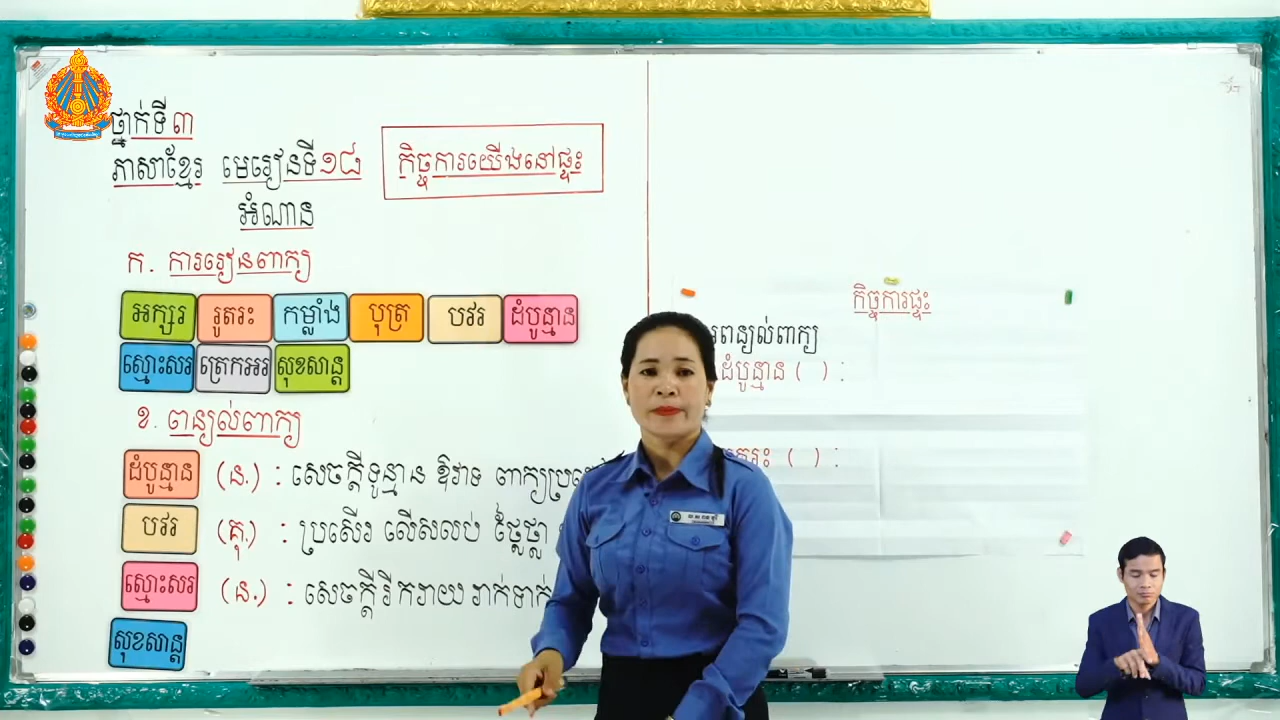 ថ្នាក់ទី ៣
ភាសាខ្មែរ មេរៀនទី១៨
អំណាន
កិច្ចការយើងនៅផ្ទះ
ក. ការរៀនពាក្យ
អក្សរ រូតរះ កម្លាំង បុត្រ បវរ ដំបូន្មាន
ស្មោះសរ ត្រេកអរ សុខសាន្ត
ខ. ពន្យល់ពាក្យ
ដំបូន្មាន (ន.) : សេចក្ដីទូន្មាន ឱវាទ
បវរ (គុ.) : ប្រសើរ លើសលប់ ថ្លៃថ្លា
ស្មោះសរ (ន.) : សេចក្ដីរីករាយ រាក់ទាក់
សុខសាន្ត
កិច្ចការផ្ទះ
ពន្យល់ពាក្យ
ដំបូន្មាន ( ) :
( ) :